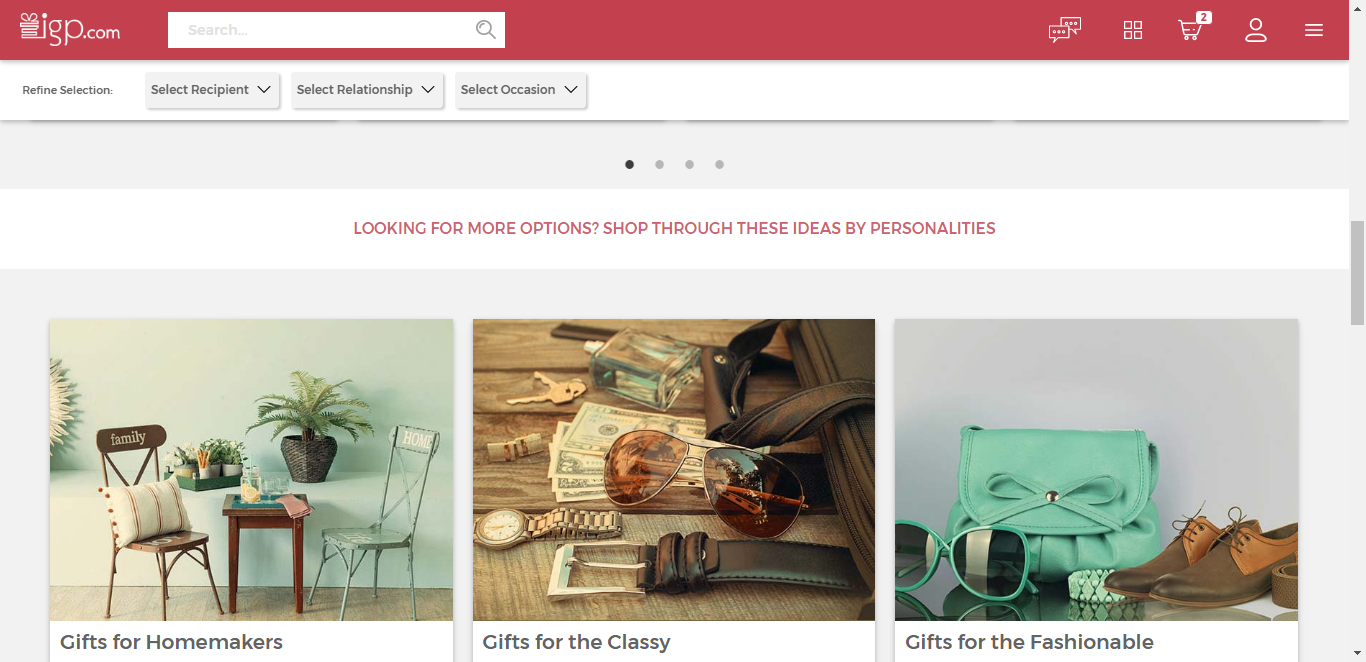 igp.com
Search...
2
Refine Selection:
Select Recipient
Select Relationship
Select Occasion
LOOKING FOR MORE OPTIONS? SHOP THROUGH THESE IDEAS BY PERSONALITIES
family
HOME
Gifts for Homemakers
Gifts for the Classy
Gifts for the Fashionable